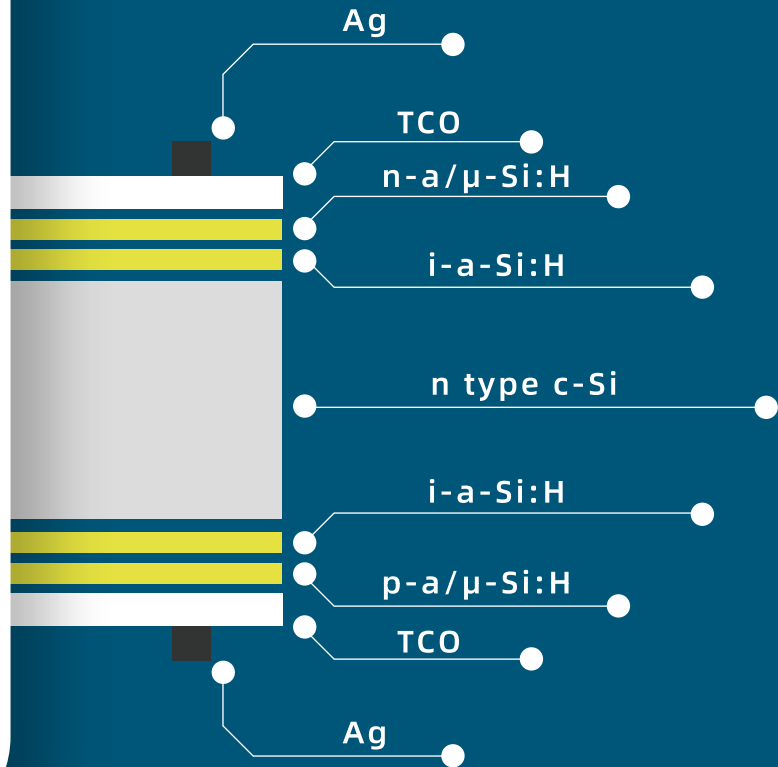 Ag
TCO
n-a/μ-Si:H
i-a-Si:H
n type c-Si
i-a-Si:H
p-a/μ-Si:H
TCO
Ag